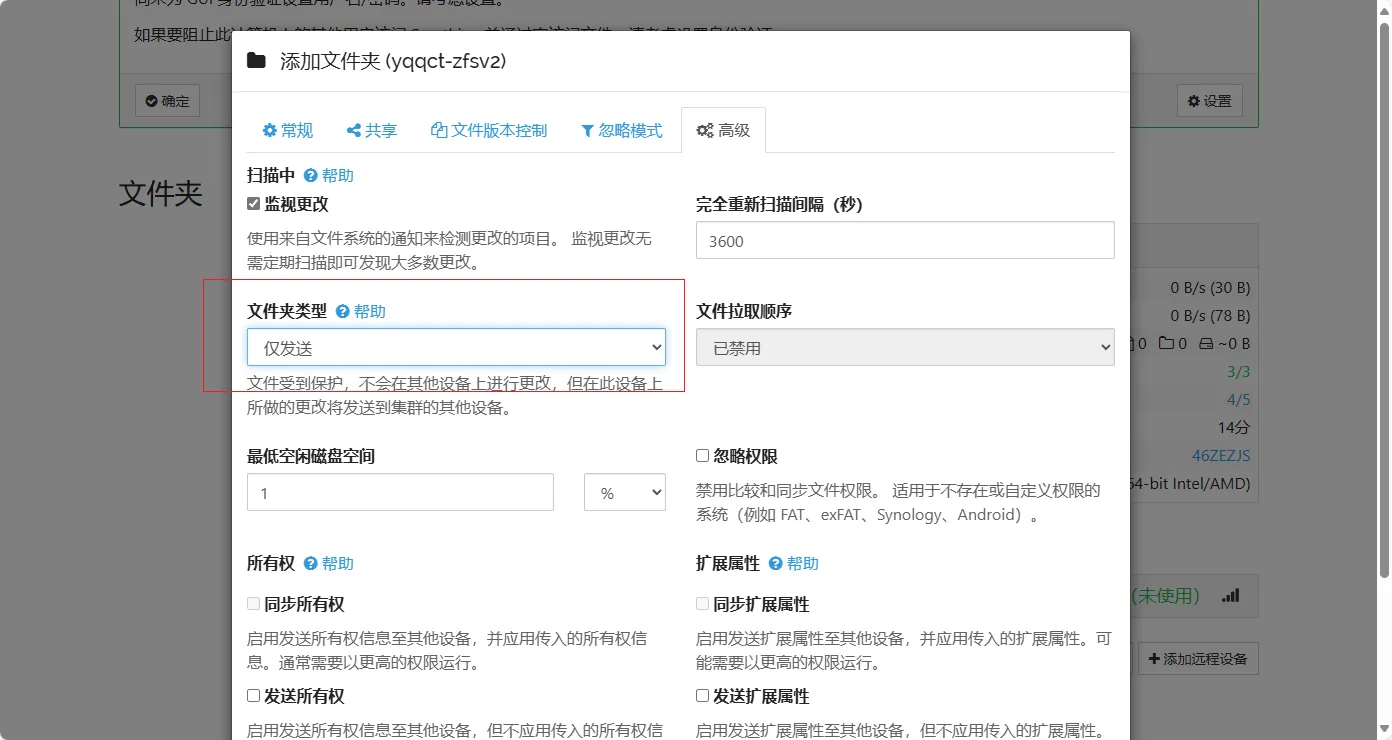 如果要阻止此计算机上的其他用户访问 Syncthing 并通过它访问文件，请考虑设置身份验证。
添加文件夹 (yqqct-zfsv2)
确定
设置
常规
共享
文件版本控制
忽略模式
高级
文件夹
扫描中 帮助
监视更改
使用来自文件系统的通知来检测更改的项目。 监视更改无
需定期扫描即可发现大多数更改。
完全重新扫描间隔（秒）
3600
文件夹类型 帮助
仅发送
文件受到保护，不会在其他设备上进行更改，但在此设备上
所做的更改将发送到集群的其他设备。
文件拉取顺序
已禁用
0 B/s (30 B)
0 B/s (78 B)
0 0 ~0 B
3/3
4/5
14分
46ZEZJS
64-bit Intel/AMD)
最低空闲磁盘空间
1
%
忽略权限
禁用比较和同步文件权限。 适用于不存在或自定义权限的
系统（例如 FAT、exFAT、Synology、Android）。
所有权 帮助
同步所有权
启用发送所有权信息至其他设备，并应用传入的所有权信
息。通常需要以更高的权限运行。
发送所有权
启用发送所有权信息至其他设备，但不应用传入的所有权信
扩展属性 帮助
同步扩展属性
启用发送扩展属性至其他设备，并应用传入的扩展属性。可
能需要以更高的权限运行。
发送扩展属性
启用发送扩展属性至其他设备，但不应用传入的扩展属性。
(未使用)
添加远程设备